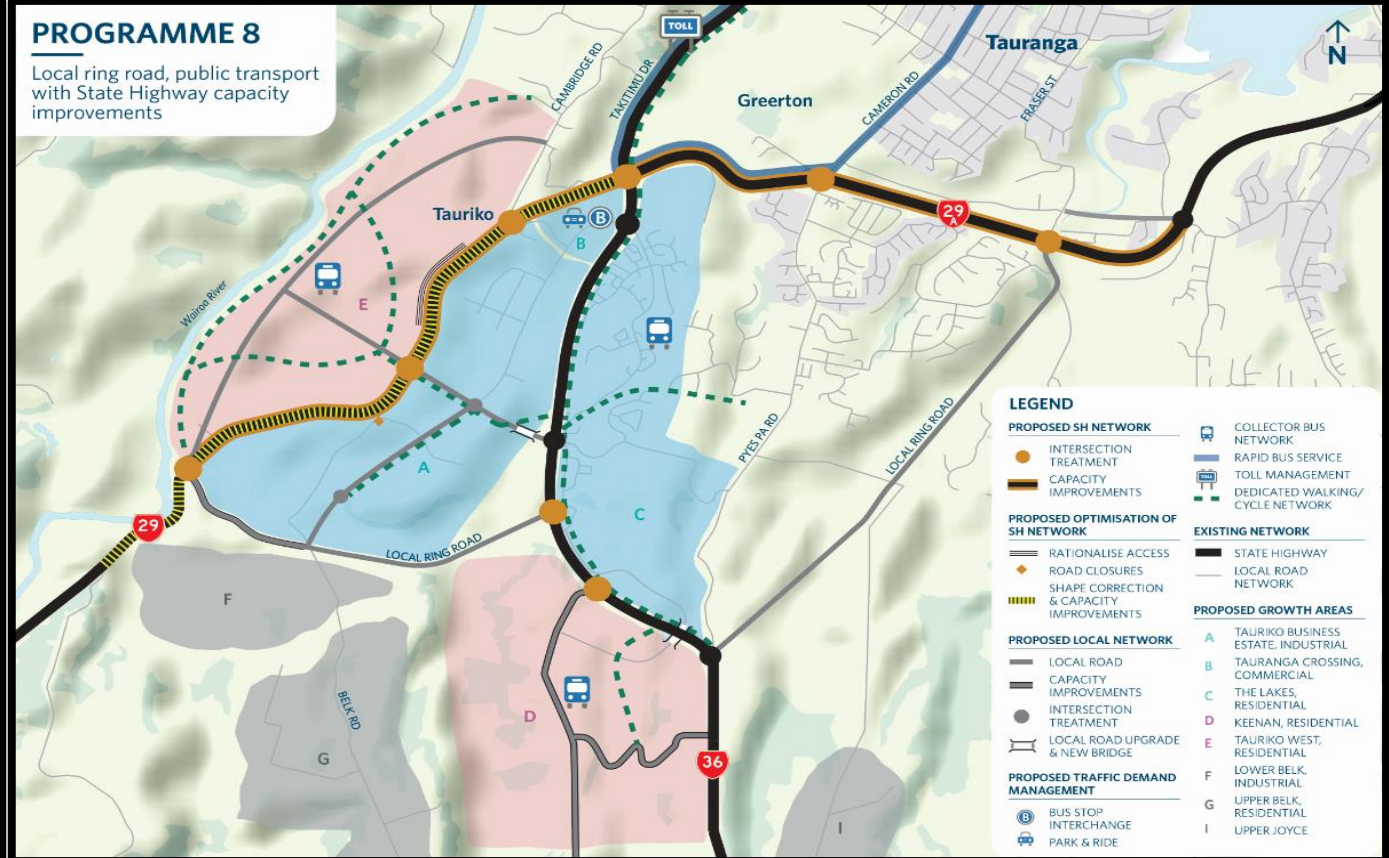 PROGRAMME 8
Local ring road, public transport
with State Highway capacity
improvements
TOLL
N
Tauranga
Greerton
CAMBRIDGE RD
TAKITIMU DR
CAMERON RD
FRASER ST
Tauriko
B
B
29
A
Wairoa River
E
A
PYES PA RD
LOCAL RING ROAD
C
29
LOCAL RING ROAD
F
BELK RD
G
D
36
I
LEGEND
PROPOSED SH NETWORK
INTERSECTION
TREATMENT
CAPACITY
IMPROVEMENTS
PROPOSED OPTIMISATION OF
SH NETWORK
RATIONALISE ACCESS
ROAD CLOSURES
SHAPE CORRECTION
& CAPACITY
IMPROVEMENTS
PROPOSED LOCAL NETWORK
LOCAL ROAD
CAPACITY
IMPROVEMENTS
INTERSECTION
TREATMENT
LOCAL ROAD UPGRADE
& NEW BRIDGE
PROPOSED TRAFFIC DEMAND
MANAGEMENT
B BUS STOP
INTERCHANGE
PARK & RIDE
COLLECTOR BUS
NETWORK
RAPID BUS SERVICE
TOLL TOLL MANAGEMENT
DEDICATED WALKING/
CYCLE NETWORK
EXISTING NETWORK
STATE HIGHWAY
LOCAL ROAD
NETWORK
PROPOSED GROWTH AREAS
A TAURIKO BUSINESS
ESTATE, INDUSTRIAL
B TAURANGA CROSSING,
COMMERCIAL
C THE LAKES,
RESIDENTIAL
D KEENAN, RESIDENTIAL
E TAURIKO WEST,
RESIDENTIAL
F LOWER BELK,
INDUSTRIAL
G UPPER BELK,
RESIDENTIAL
I UPPER JOYCE